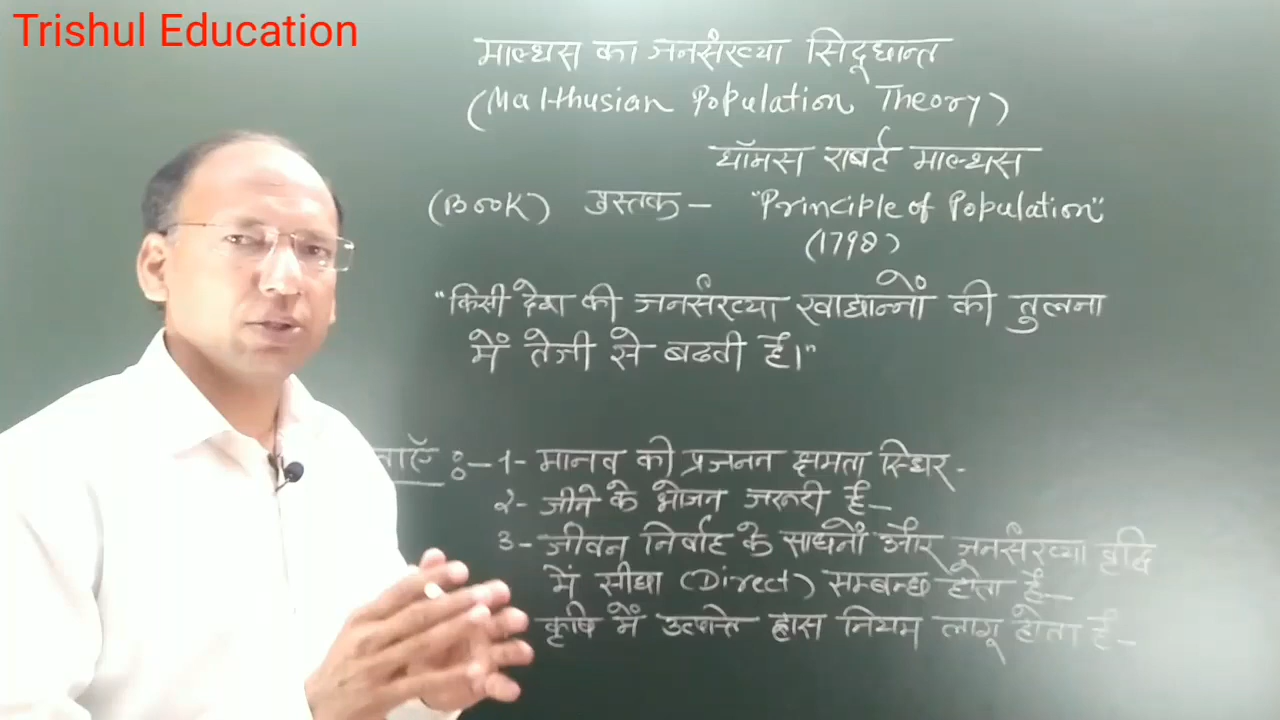 Trishul Education
माल्थस का जनसंख्या सिद्धान्त
(Malthusian Population Theory)
थॉमस राबर्ट माल्थस
(Book) पुस्तक - "Principle of Population"
(1798)
"किसी देश की जनसंख्या खाद्यान्नों की तुलना
में तेजी से बढती है।"
ताएँ :- 1- मानव की प्रजनन क्षमता स्थिर -
2- जीने के भोजन जरूरी है -
3- जीवन निर्वाह के साधनों और जनसंख्या वृद्धि
में सीधा (Direct) सम्बन्ध होता है -
कृषि में उत्पत्ति ह्रास नियम लागू होता है -